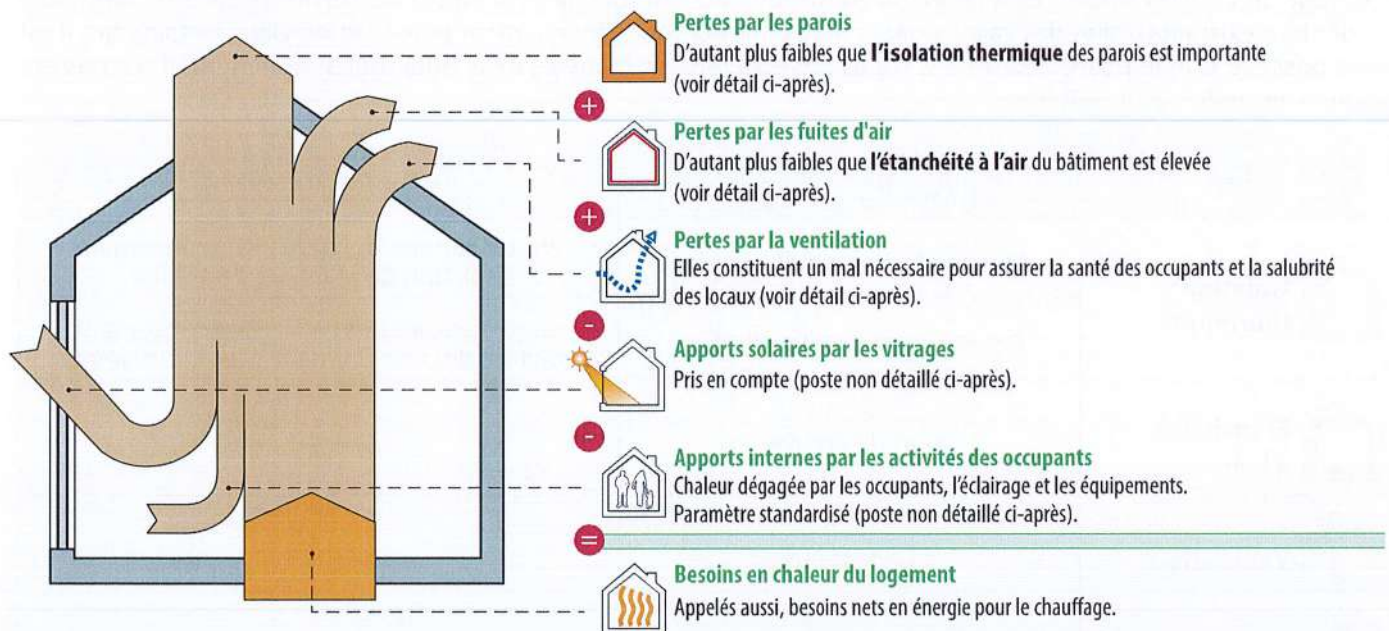 Pertes par les parois
D'autant plus faibles que l'isolation thermique des parois est importante
(voir détail ci-après).
+
Pertes par les fuites d'air
D'autant plus faibles que l'étanchéité à l'air du bâtiment est élevée
(voir détail ci-après).
+
Pertes par la ventilation
Elles constituent un mal nécessaire pour assurer la santé des occupants et la salubrité
des locaux (voir détail ci-après).
-
Apports solaires par les vitrages
Pris en compte (poste non détaillé ci-après).
-
Apports internes par les activités des occupants
Chaleur dégagée par les occupants, l'éclairage et les équipements.
Paramètre standardisé (poste non détaillé ci-après).
=
Besoins en chaleur du logement
Appelés aussi, besoins nets en énergie pour le chauffage.